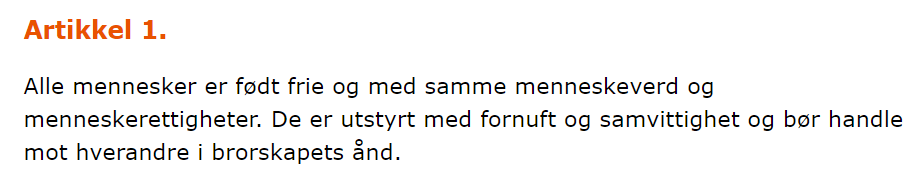 Artikkel 1.
Alle mennesker er født frie og med samme menneskeverd og
menneskerettigheter. De er utstyrt med fornuft og samvittighet og bør handle
mot hverandre i brorskapets ånd.